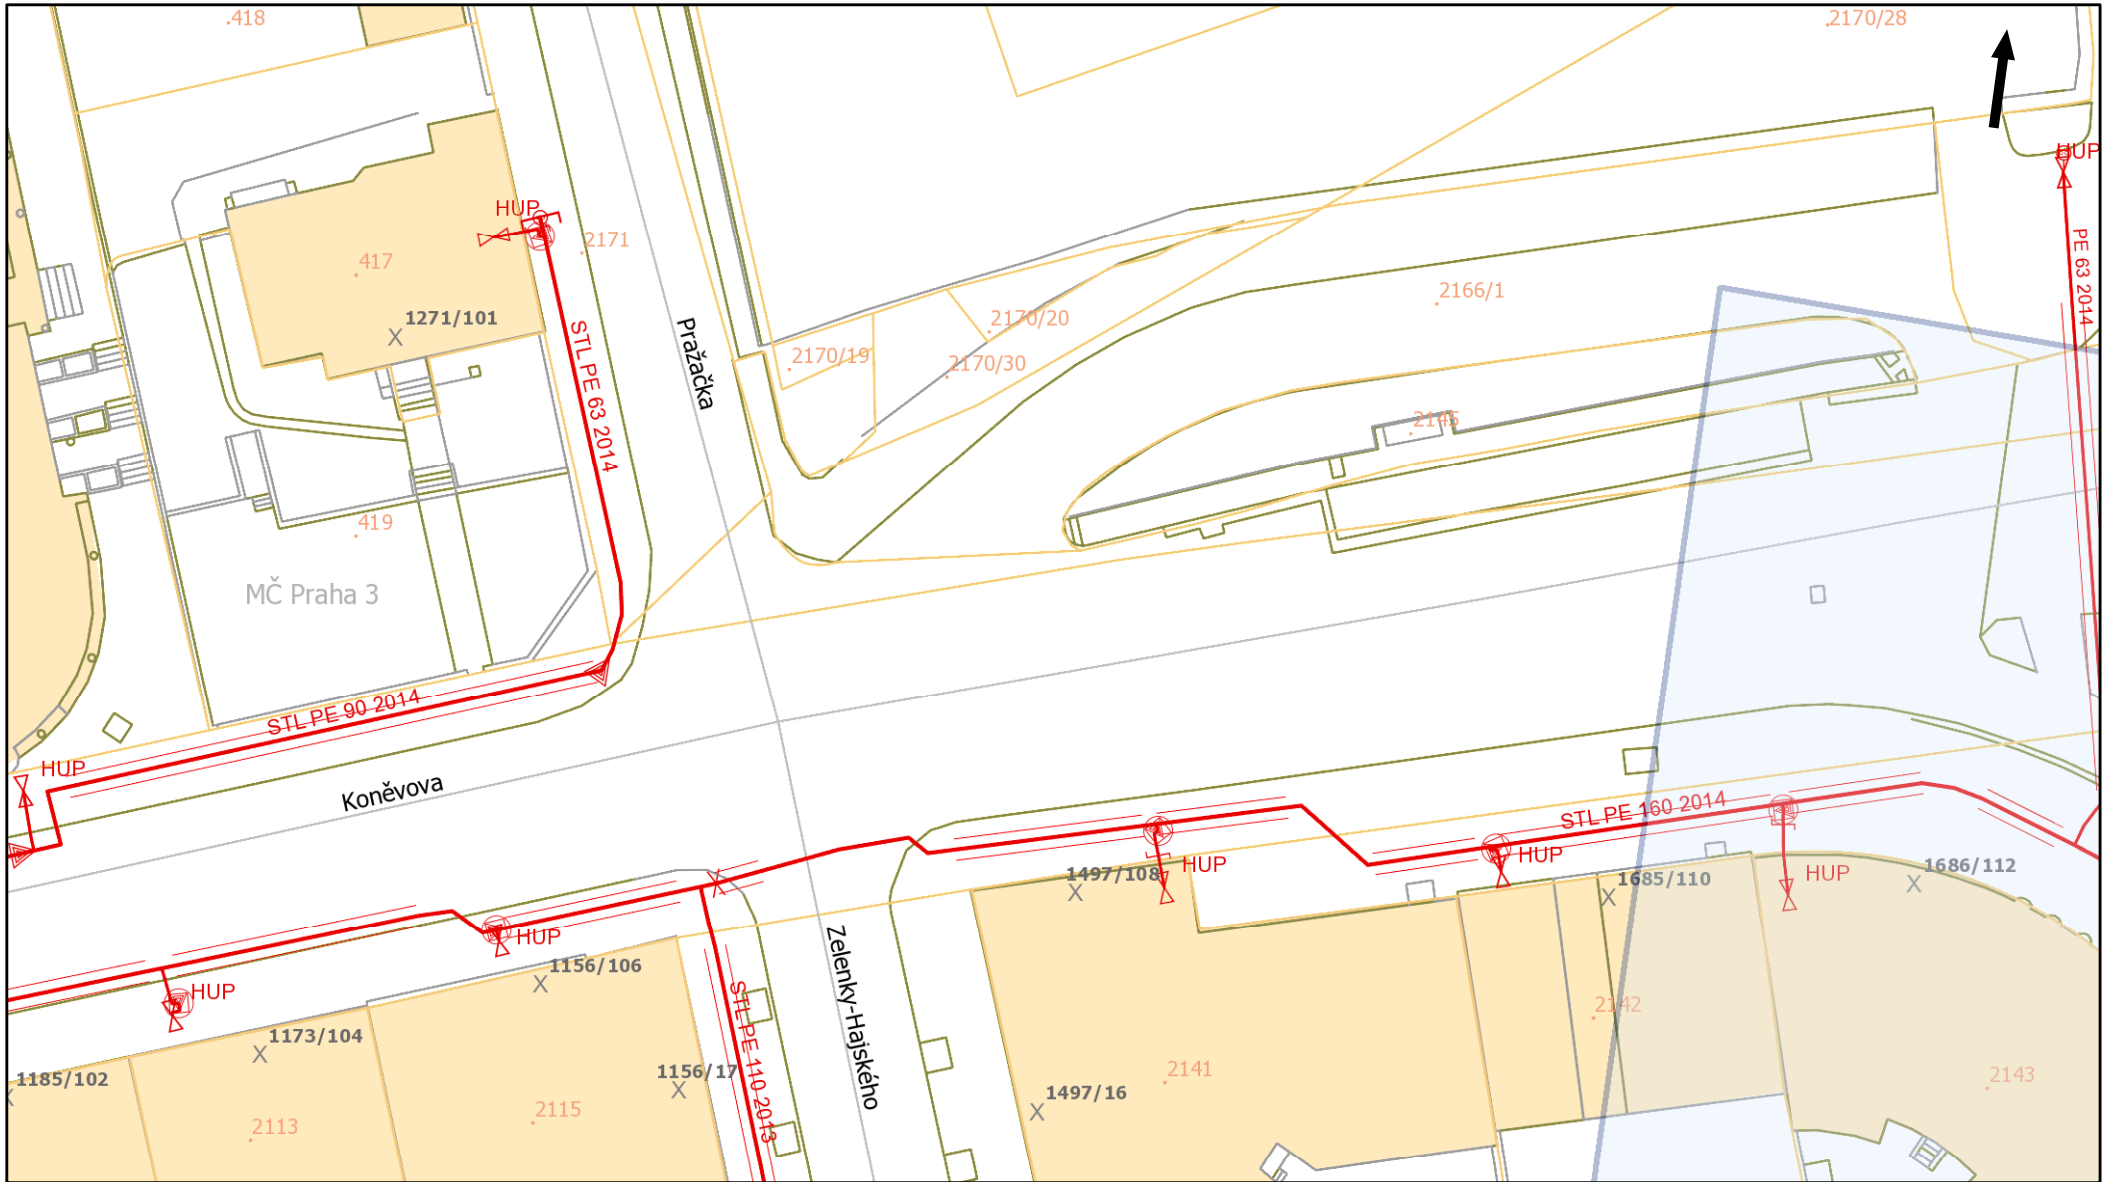 418
2170/28
HUP
HUP
2171
417
PE 63 2014
2166/1
1271/101
2170/20
STL PE 63 2014
Pražačka
2170/19
2170/30
2145
419
MČ Praha 3
STL PE 90 2014
HUP
Koněvova
STL PE 160 2014
HUP
HUP
1497/108
1685/110
HUP
1686/112
HUP
1156/106
Zelenky-Hajského
HUP
STL PE 110 2013
2142
1173/104
1185/102
1156/17
2141
1497/16
2143
2113
2115